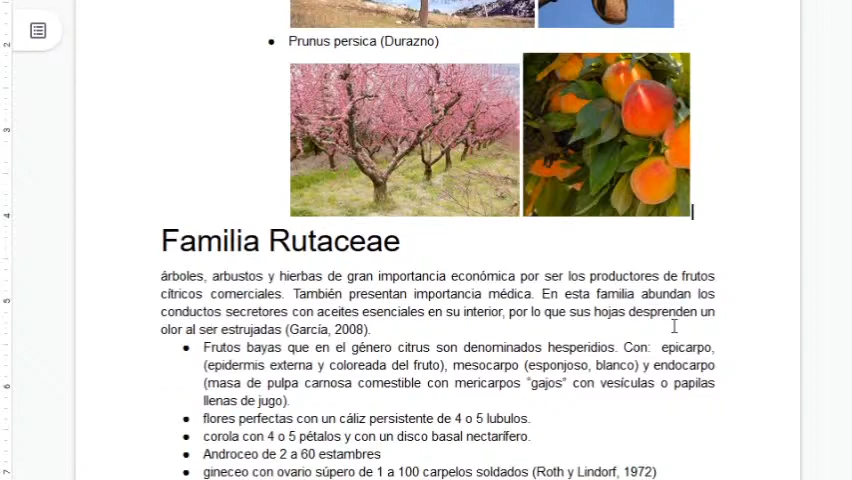 Prunus persica (Durazno)
Familia Rutaceae
árboles, arbustos y hierbas de gran importancia económica por ser los productores de frutos
cítricos comerciales. También presentan importancia médica. En esta familia abundan los
conductos secretores con aceites esenciales en su interior, por lo que sus hojas desprenden un
olor al ser estrujadas (García, 2008).
● Frutos bayas que en el género citrus son denominados hesperidios. Con: epicarpo,
(epidermis externa y coloreada del fruto), mesocarpo (esponjoso, blanco) y endocarpo
(masa de pulpa carnosa comestible con mericarpos “gajos” con vesículas o papilas
llenas de jugo).
● flores perfectas con un cáliz persistente de 4 o 5 lubulos.
● corola con 4 o 5 pétalos y con un disco basal nectarífero.
● Androceo de 2 a 60 estambres
● gineceo con ovario súpero de 1 a 100 carpelos soldados (Roth y Lindorf, 1972)
2
3
4
5
6
7